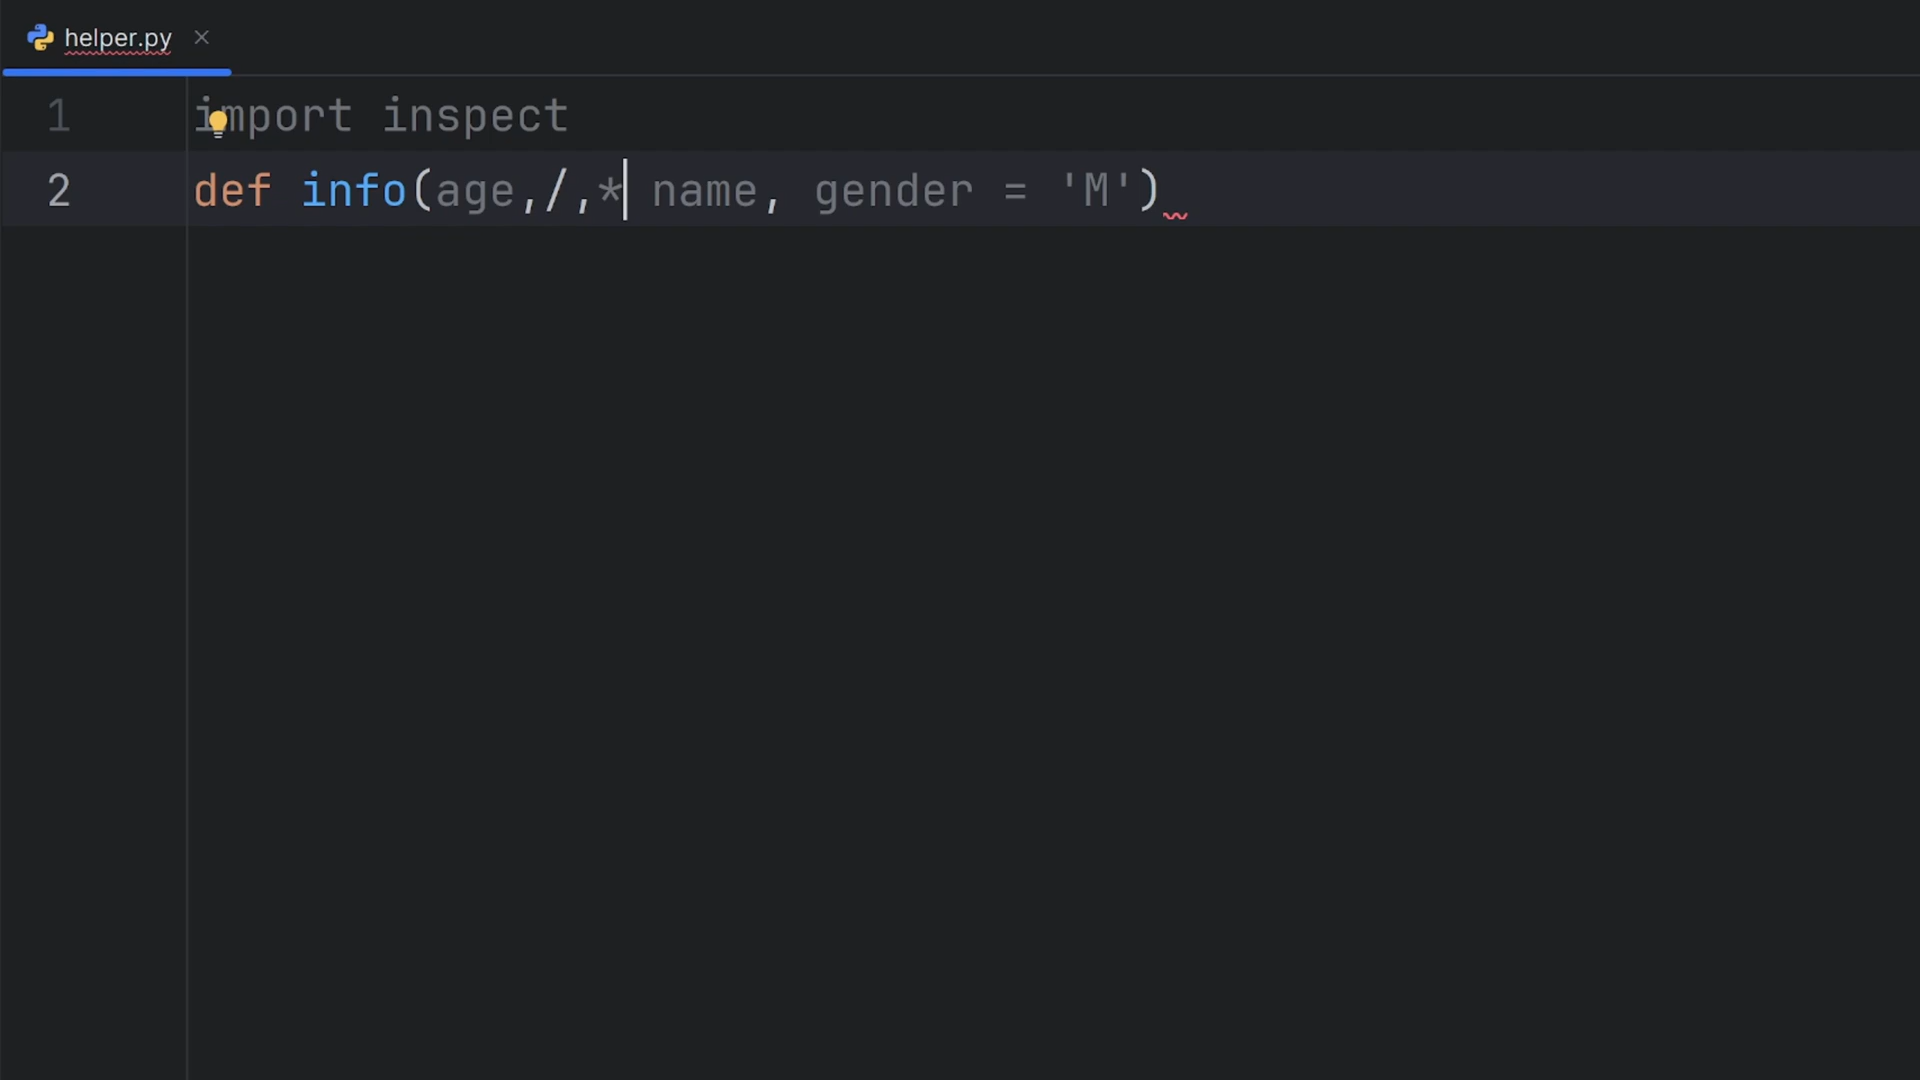 helper.py
1 import inspect
2 def info(age,/,* name, gender = 'M')